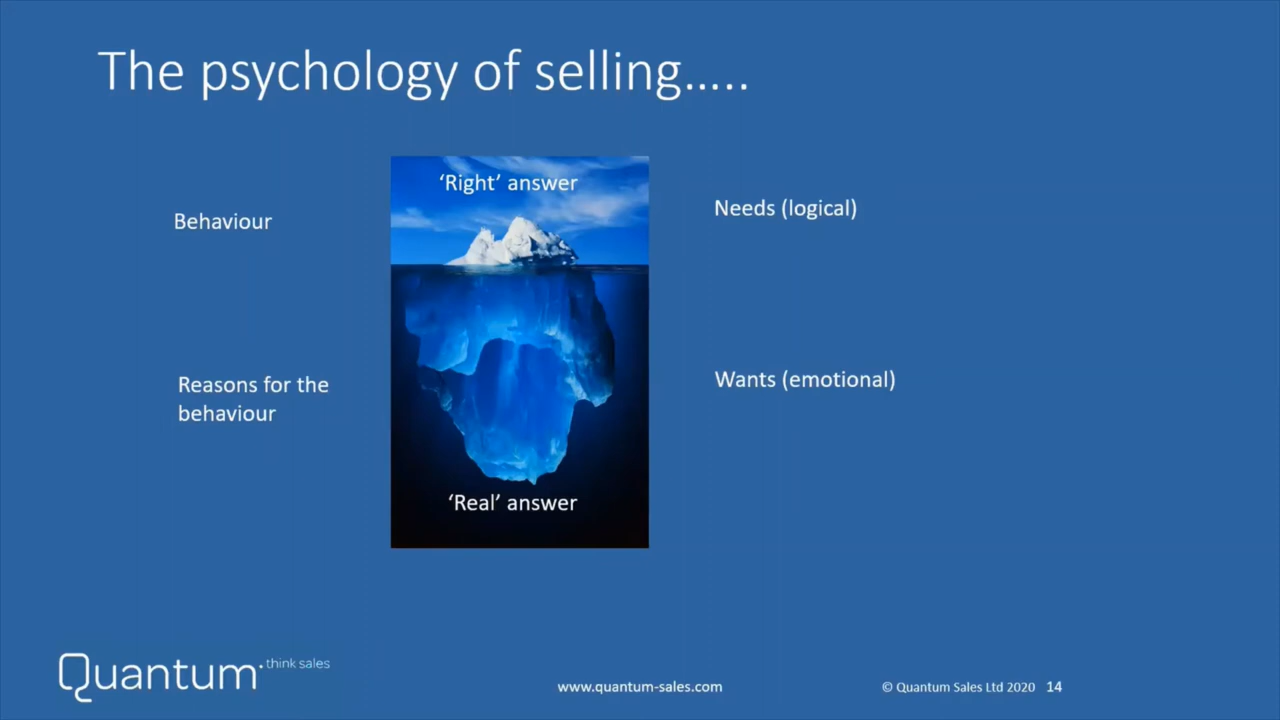 The psychology of selling.....
‘Right’ answer
Behaviour
Needs (logical)
Reasons for the
behaviour
Wants (emotional)
‘Real’ answer
Quantum think sales
www.quantum-sales.com
© Quantum Sales Ltd 2020 14